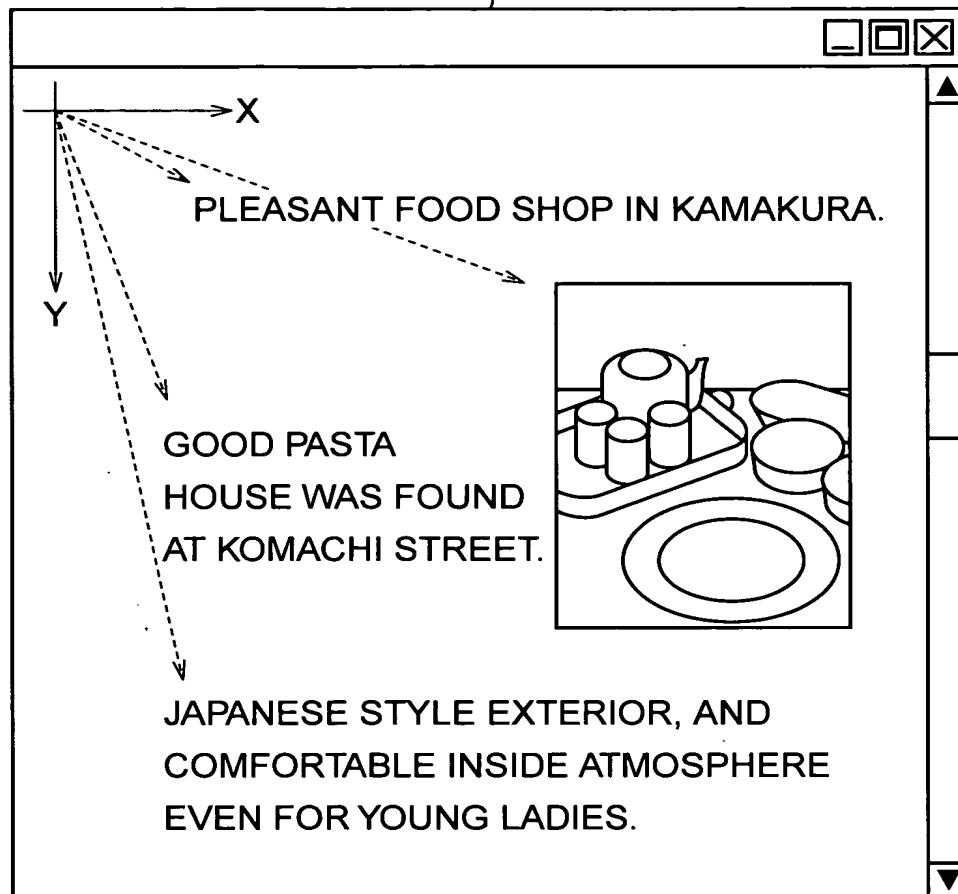 X
PLEASANT FOOD SHOP IN KAMAKURA.
Y
GOOD PASTA
HOUSE WAS FOUND
AT KOMACHI STREET.
JAPANESE STYLE EXTERIOR, AND
COMFORTABLE INSIDE ATMOSPHERE
EVEN FOR YOUNG LADIES.